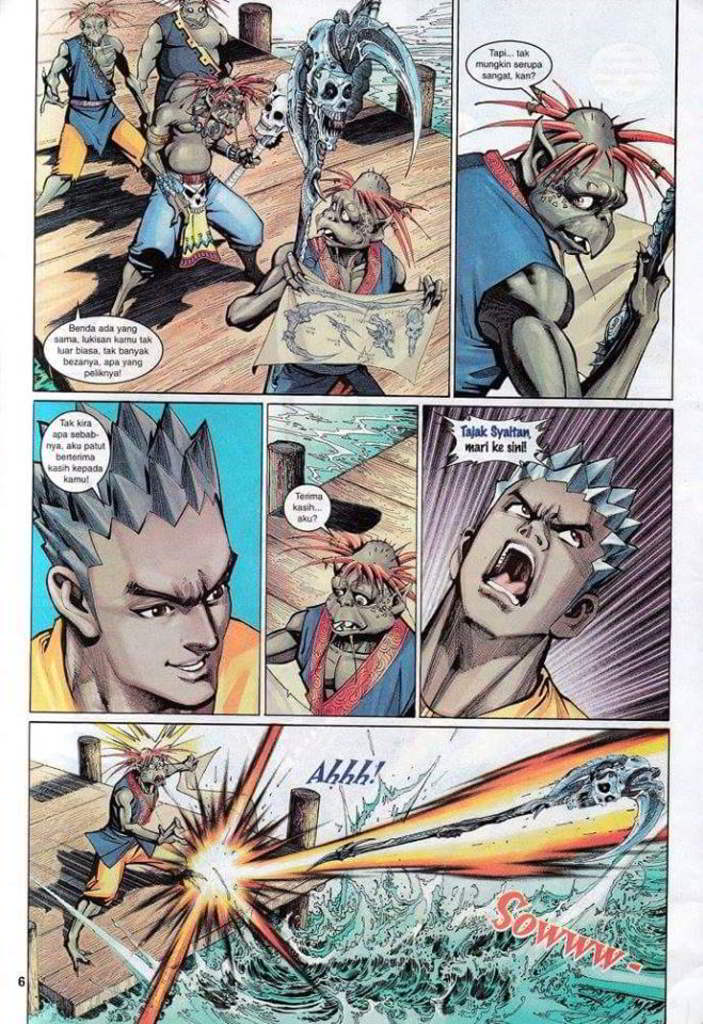 Benda ada yang
sama, lukisan kamu tak
luar biasa, tak banyak
bezanya, apa yang
peliknya!
Tapi... tak
mungkin serupa
sangat, kan?
Tak kira
apa sebab-
nya, aku patut
berterima
kasih kepada
kamu!
Terima
kasih...
aku?
Tajak Syaitan,
mari ke sini!
Ahhh!
Sowww-
6